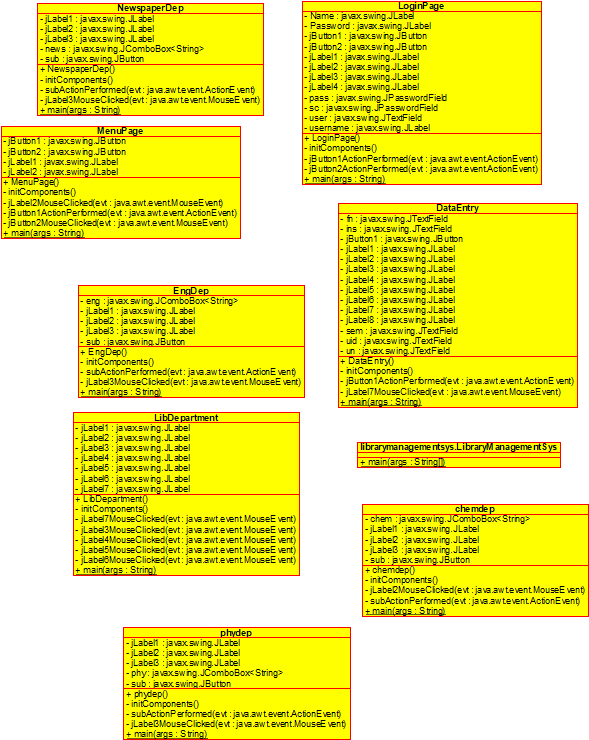 NewspaperDep
- jLabel1 : javax.swing.JLabel
- jLabel2 : javax.swing.JLabel
- jLabel3 : javax.swing.JLabel
- news : javax.swing.JComboBox<String>
- sub : javax.swing.JButton
+ NewspaperDep()
- initComponents()
- subActionPerformed(evt : java.awt.event.ActionEvent)
- jLabel3MouseClicked(evt : java.awt.event.MouseEvent)
+ main(args : String)
LoginPage
- Name : javax.swing.JLabel
- Password : javax.swing.JLabel
- jButton1 : javax.swing.JButton
- jButton2 : javax.swing.JButton
- jLabel1 : javax.swing.JLabel
- jLabel2 : javax.swing.JLabel
- jLabel3 : javax.swing.JLabel
- jLabel4 : javax.swing.JLabel
- pass : javax.swing.JPasswordField
- sc : javax.swing.JPasswordField
- user : javax.swing.JTextField
- username : javax.swing.JLabel
+ LoginPage()
- initComponents()
- jButton1ActionPerformed(evt : java.awt.event.ActionEvent)
- jButton2ActionPerformed(evt : java.awt.event.ActionEvent)
+ main(args : String)
MenuPage
- jButton1 : javax.swing.JButton
- jButton2 : javax.swing.JButton
- jLabel1 : javax.swing.JLabel
- jLabel2 : javax.swing.JLabel
+ MenuPage()
- initComponents()
- jLabel2MouseClicked(evt : java.awt.event.MouseEvent)
- jButton1ActionPerformed(evt : java.awt.event.ActionEvent)
- jButton2MouseClicked(evt : java.awt.event.MouseEvent)
+ main(args : String)
DataEntry
- fn : javax.swing.JTextField
- ins : javax.swing.JTextField
- jButton1 : javax.swing.JButton
- jLabel1 : javax.swing.JLabel
- jLabel2 : javax.swing.JLabel
- jLabel3 : javax.swing.JLabel
- jLabel4 : javax.swing.JLabel
- jLabel5 : javax.swing.JLabel
- jLabel6 : javax.swing.JLabel
- jLabel7 : javax.swing.JLabel
- jLabel8 : javax.swing.JLabel
- sem : javax.swing.JTextField
- uid : javax.swing.JTextField
- un : javax.swing.JTextField
+ DataEntry()
- initComponents()
- jButton1ActionPerformed(evt : java.awt.event.ActionEvent)
- jLabel7MouseClicked(evt : java.awt.event.MouseEvent)
+ main(args : String)
EngDep
- eng : javax.swing.JComboBox<String>
- jLabel1 : javax.swing.JLabel
- jLabel2 : javax.swing.JLabel
- jLabel3 : javax.swing.JLabel
- sub : javax.swing.JButton
+ EngDep()
- initComponents()
- subActionPerformed(evt : java.awt.event.ActionEvent)
- jLabel3MouseClicked(evt : java.awt.event.MouseEvent)
+ main(args : String)
LibDepartment
- jLabel1 : javax.swing.JLabel
- jLabel2 : javax.swing.JLabel
- jLabel3 : javax.swing.JLabel
- jLabel4 : javax.swing.JLabel
- jLabel5 : javax.swing.JLabel
- jLabel6 : javax.swing.JLabel
- jLabel7 : javax.swing.JLabel
+ LibDepartment()
- initComponents()
- jLabel7MouseClicked(evt : java.awt.event.MouseEvent)
- jLabel3MouseClicked(evt : java.awt.event.MouseEvent)
- jLabel4MouseClicked(evt : java.awt.event.MouseEvent)
- jLabel5MouseClicked(evt : java.awt.event.MouseEvent)
- jLabel6MouseClicked(evt : java.awt.event.MouseEvent)
+ main(args : String)
librarymanagementsys.LibraryManagementSys
+ main(args : String[])
chemdep
- chem : javax.swing.JComboBox<String>
- jLabel1 : javax.swing.JLabel
- jLabel2 : javax.swing.JLabel
- jLabel3 : javax.swing.JLabel
- sub : javax.swing.JButton
+ chemdep()
- initComponents()
- jLabel2MouseClicked(evt : java.awt.event.MouseEvent)
- subActionPerformed(evt : java.awt.event.ActionEvent)
+ main(args : String)
phydep
- jLabel1 : javax.swing.JLabel
- jLabel2 : javax.swing.JLabel
- jLabel3 : javax.swing.JLabel
- phy : javax.swing.JComboBox<String>
- sub : javax.swing.JButton
+ phydep()
- initComponents()
- subActionPerformed(evt : java.awt.event.ActionEvent)
- jLabel3MouseClicked(evt : java.awt.event.MouseEvent)
+ main(args : String)